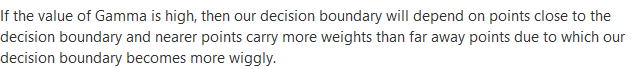 If the value of Gamma is high, then our decision boundary will depend on points close to the
decision boundary and nearer points carry more weights than far away points due to which our
decision boundary becomes more wiggly.